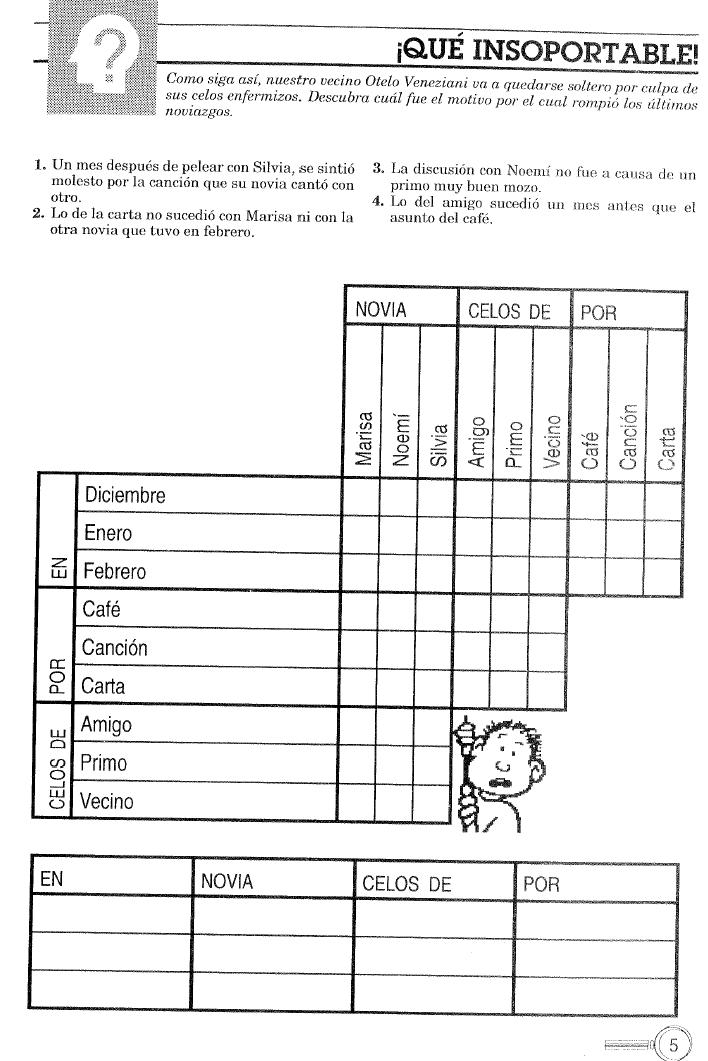 ¡QUÉ INSOPORTABLE!
Como siga así, nuestro vecino Otelo Veneziani va a quedarse soltero por culpa de
sus celos enfermizos. Descubra cuál fue el motivo por el cual rompió los últimos
noviazgos.
1. Un mes después de pelear con Silvia, se sintió
molesto por la canción que su novia cantó con
otro.
2. Lo de la carta no sucedió con Marisa ni con la
otra novia que tuvo en febrero.
3. La discusión con Noemí no fue a causa de un
primo muy buen mozo.
4. Lo del amigo sucedió un mes antes que el
asunto del café.
NOVIA CELOS DE POR
Marisa Noemí Silvia Amigo Primo Vecino Café Canción Carta
EN
Diciembre
Enero
Febrero
POR
Café
Canción
Carta
CELOS DE
Amigo
Primo
Vecino
EN NOVIA CELOS DE POR
5